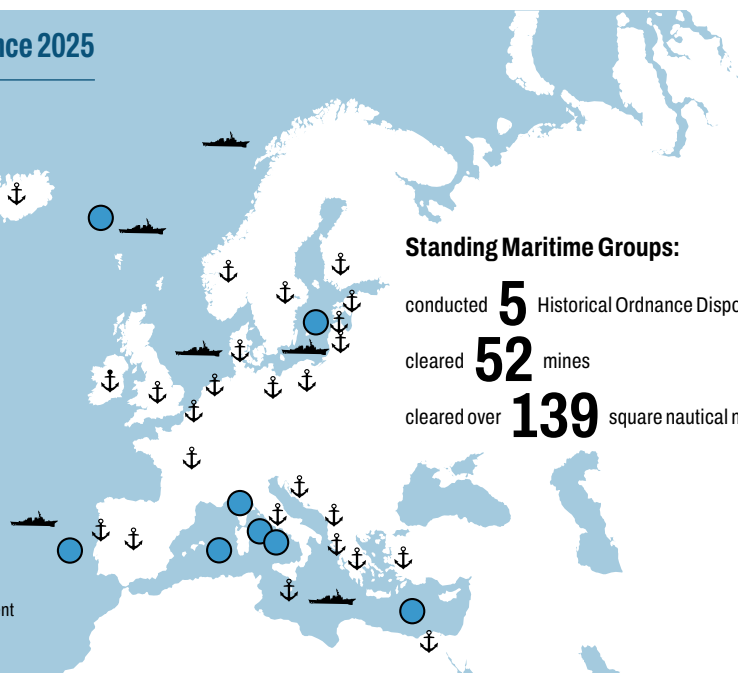 nce 2025
Standing Maritime Groups:
conducted 5 Historical Ordnance Dispo
cleared 52 mines
cleared over 139 square nautical n
nt